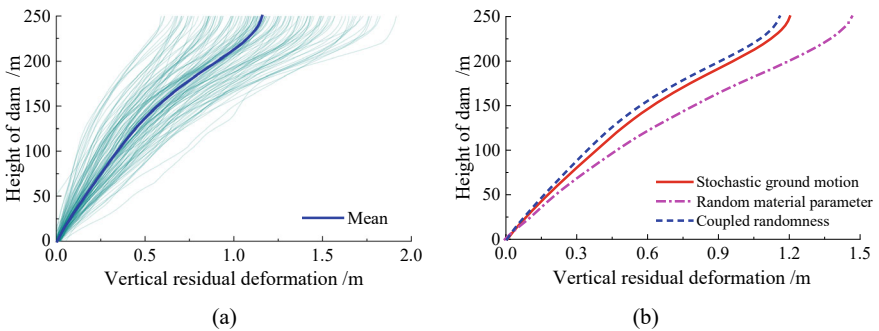 250
200
150
100
50
0
Height of dam /m
Mean
0.0 0.5 1.0 1.5 2.0
Vertical residual deformation /m
(a)
250
200
150
100
50
0
Height of dam /m
Stochastic ground motion
Random material parameter
Coupled randomness
0.0 0.3 0.6 0.9 1.2 1.5
Vertical residual deformation /m
(b)